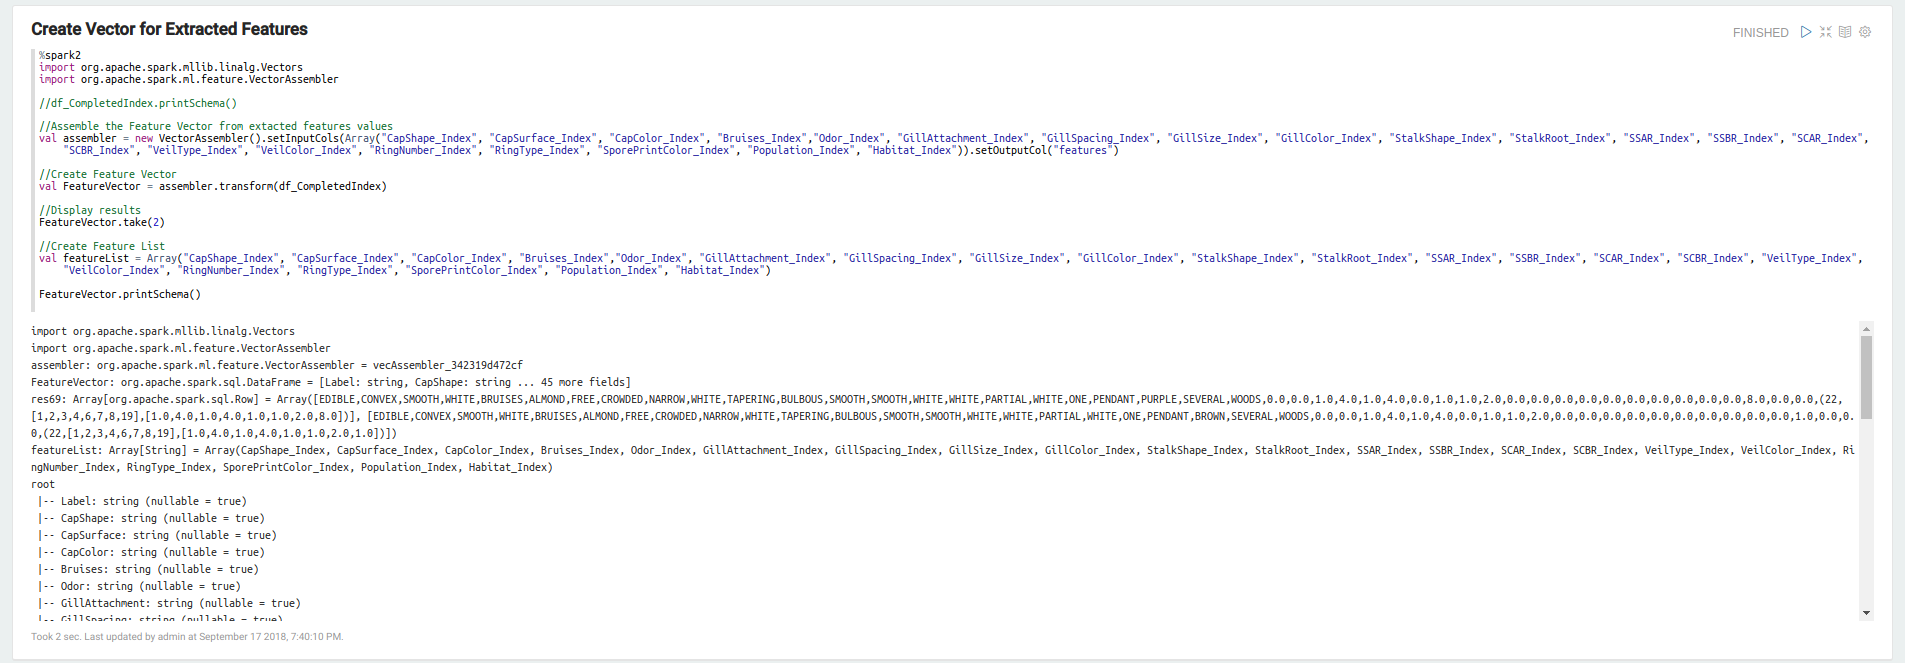 Create Vector for Extracted Features
FINISHED
%spark2
import org.apache.spark.mllib.linalg.Vectors
import org.apache.spark.ml.feature.VectorAssembler
//df_CompletedIndex.printSchema()
//Assemble the Feature Vector from extacted features values
val assembler = new VectorAssembler().setInputCols(Array("CapShape_Index", "CapSurface_Index", "CapColor_Index", "Bruises_Index","Odor_Index", "GillAttachment_Index", "GillSpacing_Index", "GillSize_Index", "GillColor_Index", "StalkShape_Index", "StalkRoot_Index", "SSAR_Index", "SSBR_Index", "SCAR_Index",
"SCBR_Index", "VeilType_Index", "VeilColor_Index", "RingNumber_Index", "RingType_Index", "SporePrintColor_Index", "Population_Index", "Habitat_Index")).setOutputCol("features")
//Create Feature Vector
val FeatureVector = assembler.transform(df_CompletedIndex)
//Display results
FeatureVector.take(2)
//Create Feature List
val featureList = Array("CapShape_Index", "CapSurface_Index", "CapColor_Index", "Bruises_Index","Odor_Index", "GillAttachment_Index", "GillSpacing_Index", "GillSize_Index", "GillColor_Index", "StalkShape_Index", "StalkRoot_Index", "SSAR_Index", "SSBR_Index", "SCAR_Index", "SCBR_Index", "VeilType_Index",
"VeilColor_Index", "RingNumber_Index", "RingType_Index", "SporePrintColor_Index", "Population_Index", "Habitat_Index")
FeatureVector.printSchema()
import org.apache.spark.mllib.linalg.Vectors
import org.apache.spark.ml.feature.VectorAssembler
assembler: org.apache.spark.ml.feature.VectorAssembler = vecAssembler_342319d472cf
FeatureVector: org.apache.spark.sql.DataFrame = [Label: string, CapShape: string ... 45 more fields]
res69: Array[org.apache.spark.sql.Row] = Array([EDIBLE,CONVEX,SMOOTH,WHITE,BRUISES,ALMOND,FREE,CROWDED,NARROW,WHITE,TAPERING,BULBOUS,SMOOTH,SMOOTH,WHITE,WHITE,PARTIAL,WHITE,ONE,PENDANT,PURPLE,SEVERAL,WOODS,0.0,0.0,1.0,4.0,1.0,4.0,0.0,1.0,1.0,2.0,0.0,0.0,0.0,0.0,0.0,0.0,0.0,0.0,0.0,0.0,8.0,0.0,0.0,(22,
[1,2,3,4,6,7,8,19],[1.0,4.0,1.0,4.0,1.0,1.0,2.0,8.0])], [EDIBLE,CONVEX,SMOOTH,WHITE,BRUISES,ALMOND,FREE,CROWDED,NARROW,WHITE,TAPERING,BULBOUS,SMOOTH,SMOOTH,WHITE,WHITE,PARTIAL,WHITE,ONE,PENDANT,BROWN,SEVERAL,WOODS,0.0,0.0,1.0,4.0,1.0,4.0,0.0,1.0,1.0,2.0,0.0,0.0,0.0,0.0,0.0,0.0,0.0,0.0,0.0,0.0,1.0,0.0,0.
0,(22,[1,2,3,4,6,7,8,19],[1.0,4.0,1.0,4.0,1.0,1.0,2.0,1.0])])
featureList: Array[String] = Array(CapShape_Index, CapSurface_Index, CapColor_Index, Bruises_Index, Odor_Index, GillAttachment_Index, GillSpacing_Index, GillSize_Index, GillColor_Index, StalkShape_Index, StalkRoot_Index, SSAR_Index, SSBR_Index, SCAR_Index, SCBR_Index, VeilType_Index, VeilColor_Index, Ri
ngNumber_Index, RingType_Index, SporePrintColor_Index, Population_Index, Habitat_Index)
root
|-- Label: string (nullable = true)
|-- CapShape: string (nullable = true)
|-- CapSurface: string (nullable = true)
|-- CapColor: string (nullable = true)
|-- Bruises: string (nullable = true)
|-- Odor: string (nullable = true)
|-- GillAttachment: string (nullable = true)
|-- GillSpacing: string (nullable = true)
Took 2 sec. Last updated by admin at September 17 2018, 7:40:10 PM.